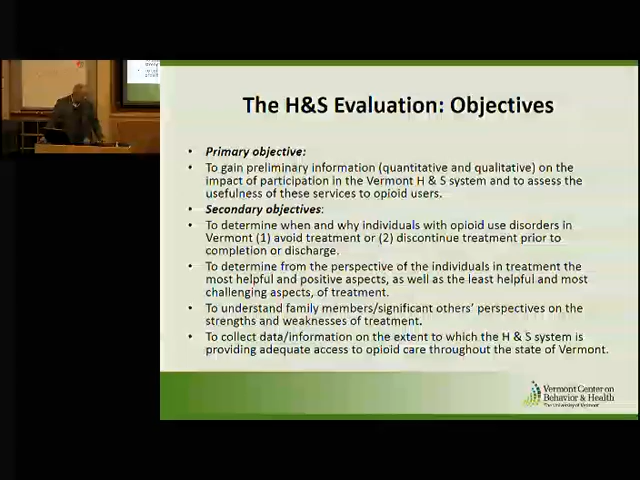 The H&S Evaluation: Objectives
• Primary objective:
• To gain preliminary information (quantitative and qualitative) on the
impact of participation in the Vermont H & S system and to assess the
usefulness of these services to opioid users.
• Secondary objectives:
• To determine when and why individuals with opioid use disorders in
Vermont (1) avoid treatment or (2) discontinue treatment prior to
completion or discharge.
• To determine from the perspective of the individuals in treatment the
most helpful and positive aspects, as well as the least helpful and most
challenging aspects, of treatment.
• To understand family members/significant others' perspectives on the
strengths and weaknesses of treatment.
• To collect data/information on the extent to which the H & S system is
providing adequate access to opioid care throughout the state of Vermont.
Vermont Center on
Behavior & Health
The University of Vermont